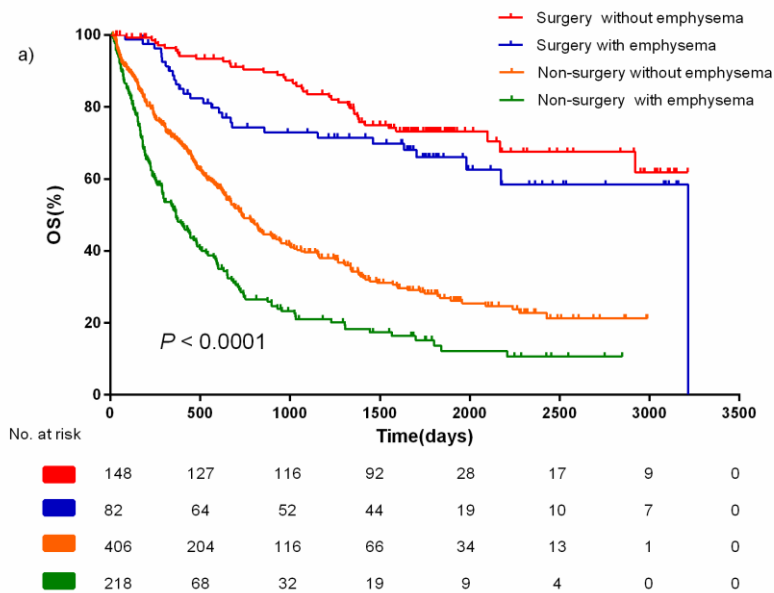 a)
Surgery without emphysema
Surgery with emphysema
Non-surgery without emphysema
Non-surgery with emphysema
100
80
60
40
20
0
OS(%)
P < 0.0001
0 500 1000 1500 2000 2500 3000 3500
Time(days)
No. at risk
148 127 116 92 28 17 9 0
82 64 52 44 19 10 7 0
406 204 116 66 34 13 1 0
218 68 32 19 9 4 0 0